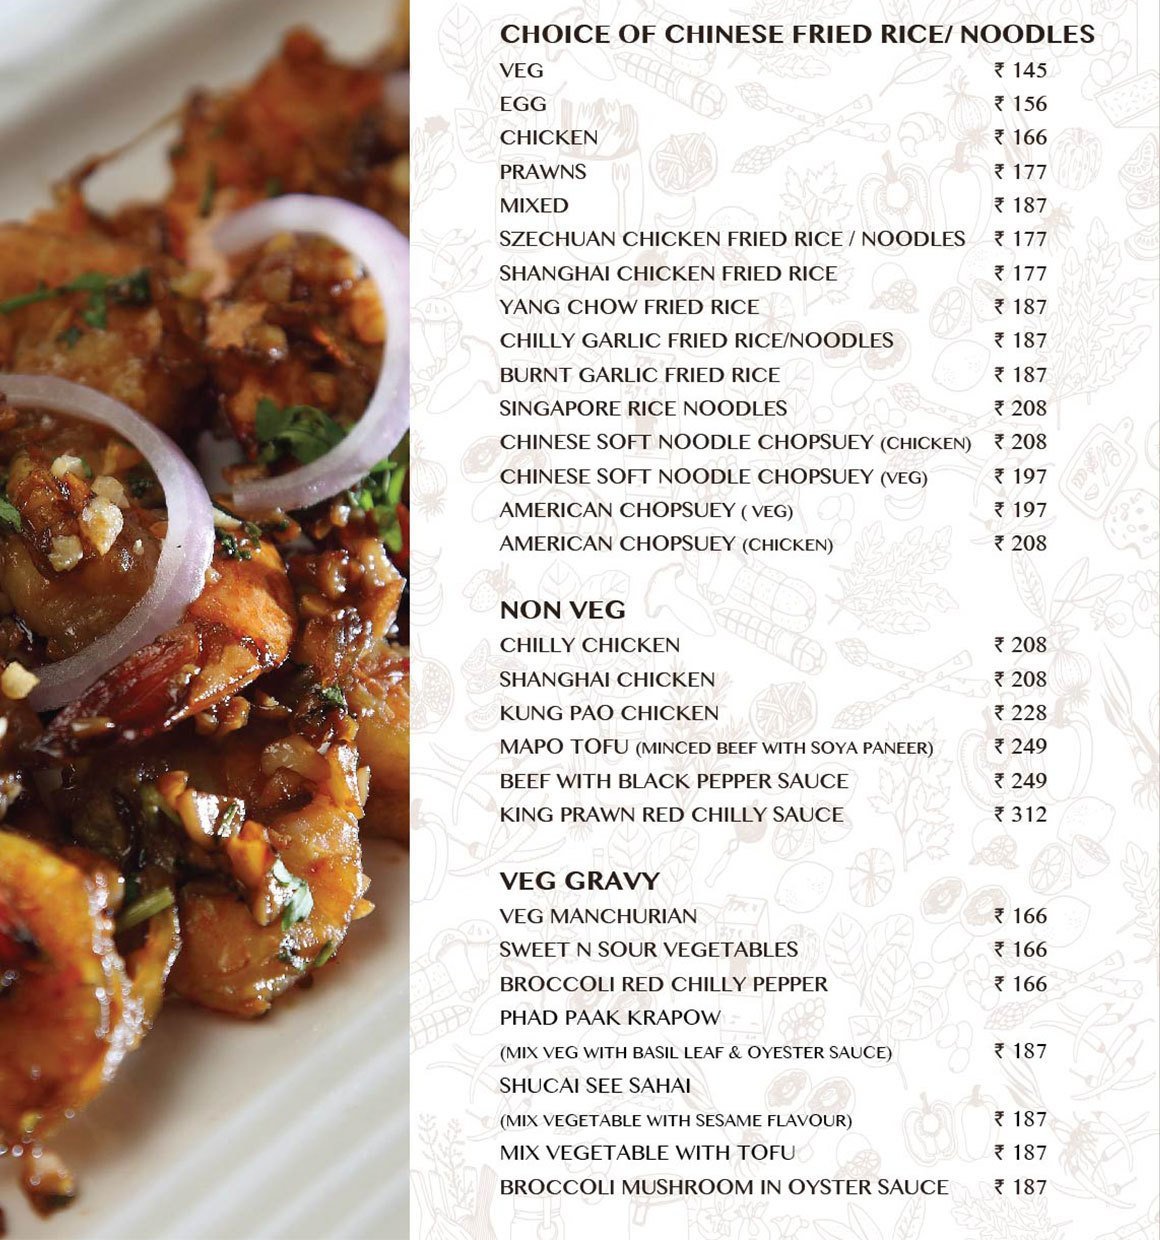 CHOICE OF CHINESE FRIED RICE/ NOODLES
VEG ₹ 145
EGG ₹ 156
CHICKEN ₹ 166
PRAWNS ₹ 177
MIXED ₹ 187
SZECHUAN CHICKEN FRIED RICE / NOODLES ₹ 177
SHANGHAI CHICKEN FRIED RICE ₹ 177
YANG CHOW FRIED RICE ₹ 187
CHILLY GARLIC FRIED RICE/NOODLES ₹ 187
BURNT GARLIC FRIED RICE ₹ 187
SINGAPORE RICE NOODLES ₹ 208
CHINESE SOFT NOODLE CHOPSUEY (CHICKEN) ₹ 208
CHINESE SOFT NOODLE CHOPSUEY (VEG) ₹ 197
AMERICAN CHOPSUEY ( VEG) ₹ 197
AMERICAN CHOPSUEY (CHICKEN) ₹ 208
NON VEG
CHILLY CHICKEN ₹ 208
SHANGHAI CHICKEN ₹ 208
KUNG PAO CHICKEN ₹ 228
MAPO TOFU (MINCED BEEF WITH SOYA PANEER) ₹ 249
BEEF WITH BLACK PEPPER SAUCE ₹ 249
KING PRAWN RED CHILLY SAUCE ₹ 312
VEG GRAVY
VEG MANCHURIAN ₹ 166
SWEET N SOUR VEGETABLES ₹ 166
BROCCOLI RED CHILLY PEPPER ₹ 166
PHAD PAAK KRAPOW
(MIX VEG WITH BASIL LEAF & OYESTER SAUCE) ₹ 187
SHUCAI SEE SAHAI
(MIX VEGETABLE WITH SESAME FLAVOUR) ₹ 187
MIX VEGETABLE WITH TOFU ₹ 187
BROCCOLI MUSHROOM IN OYSTER SAUCE ₹ 187